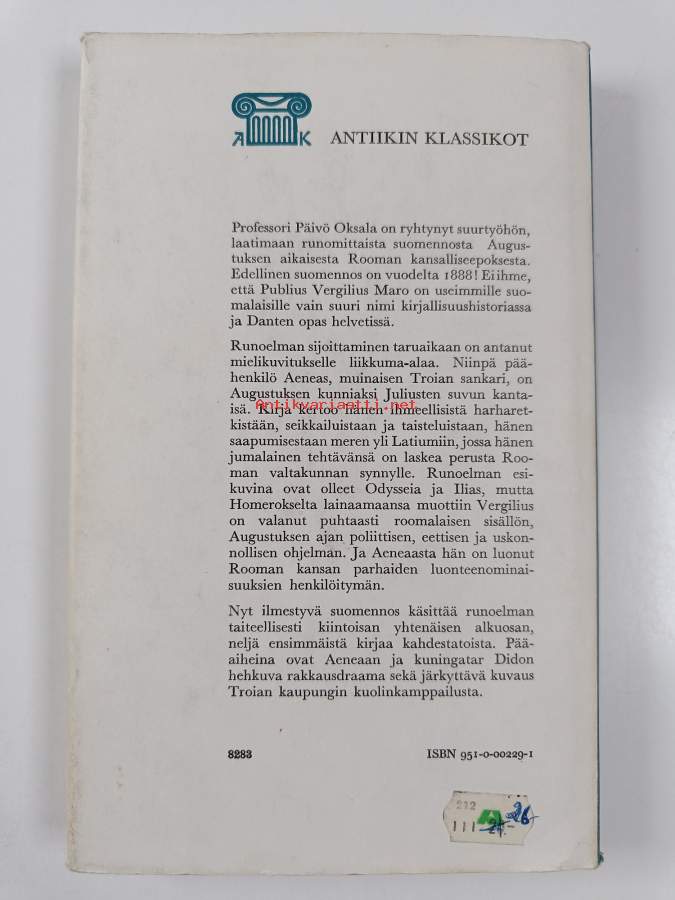 A K
ANTIIKIN KLASSIKOT
Professori Päivö Oksala on ryhtynyt suurtyöhön,
laatimaan runomittaista suomennosta Augus-
tuksen aikaisesta Rooman kansalliseepoksesta.
Edellinen suomennos on vuodelta 1888! Ei ihme,
että Publius Vergilius Maro on useimmille suo-
malaisille vain suuri nimi kirjallisuushistoriassa
ja Danten opas helvetissä.
Runoelman sijoittaminen taruaikaan on antanut
mielikuvitukselle liikkuma-alaa. Niinpä pää-
henkilö Aeneas, muinaisen Troian sankari, on
Augustuksen kunniaksi Juliusten suvun kanta-
isä. Kirja kertoo hänen ihmeellisistä harharet-
Antikvariaatti.net
kistään, seikkailuistaan ja taisteluistaan, hänen
saapumisestaan meren yli Latiumiin, jossa hänen
jumalainen tehtävänsä on laskea perusta Roo-
man valtakunnan synnylle. Runoelman esi-
kuvina ovat olleet Odysseia ja Ilias, mutta
Homerokselta lainaamaansa muottiin Vergilius
on valanut puhtaasti roomalaisen sisällön,
Augustuksen ajan poliittisen, eettisen ja uskon-
nollisen ohjelman. Ja Aeneaasta hän on luonut
Rooman kansan parhaiden luonteenominai-
suuksien henkilöitymän.
Nyt ilmestyvä suomennos käsittää runoelman
taiteellisesti kiintoisan yhtenäisen alkuosan,
neljä ensimmäistä kirjaa kahdestatoista. Pää-
aiheina ovat Aeneaan ja kuningatar Didon
hehkuva rakkausdraama sekä järkyttävä kuvaus
Troian kaupungin kuolinkamppailusta.
8283
ISBN 951-0-00229-1
212
26
111